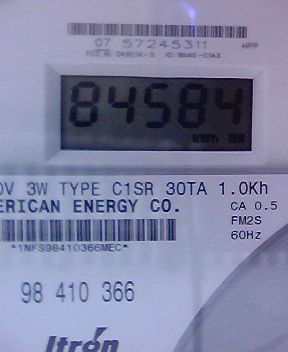 07 57245311
84584
kWh
0V 3W TYPE C1SR 30TA 1.0Kh
ERICAN ENERGY CO. CA 0.5
FM2S
60Hz
*1NFS98410366MEC*
98 410 366
Itrón